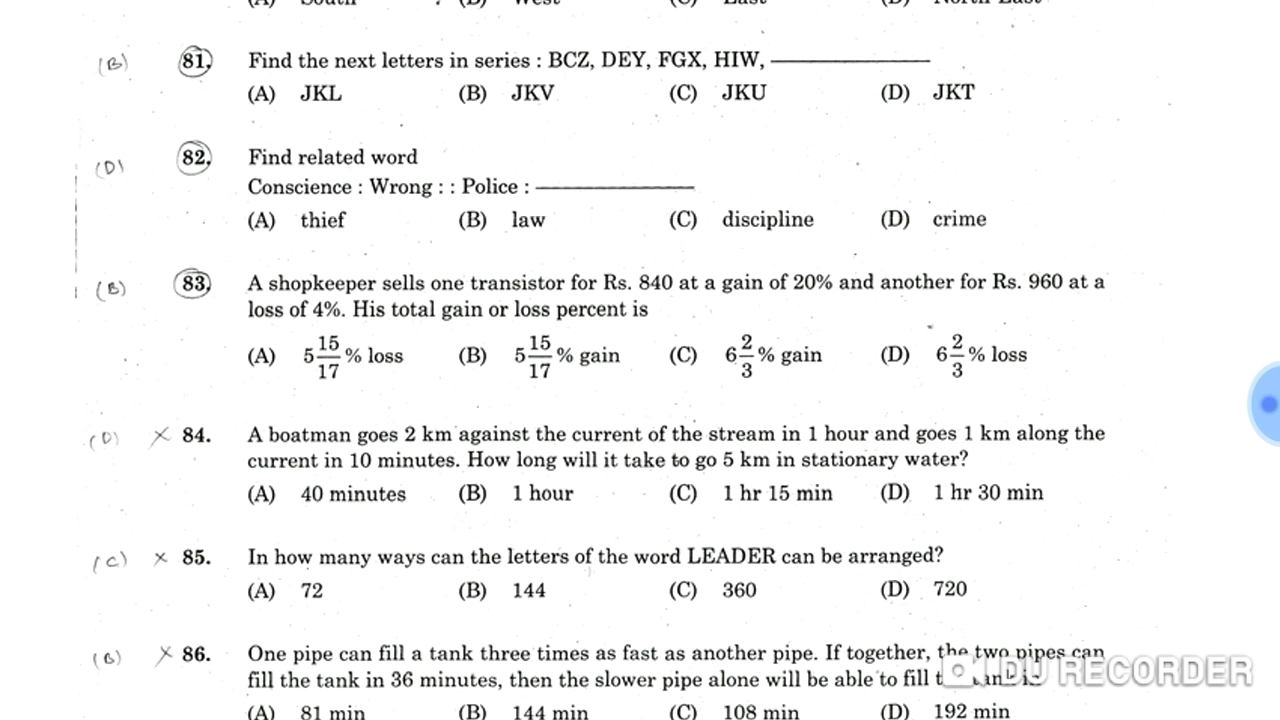 (A) South (B) West (C) East (D) North East
(B) 81. Find the next letters in series : BCZ, DEY, FGX, HIW,
(A) JKL (B) JKV (C) JKU (D) JKT
(D) 82. Find related word
Conscience : Wrong : : Police :
(A) thief (B) law (C) discipline (D) crime
(B) 83. A shopkeeper sells one transistor for Rs. 840 at a gain of 20% and another for Rs. 960 at a
loss of 4%. His total gain or loss percent is
(A) 5 15/17 % loss (B) 5 15/17 % gain (C) 6 2/3 % gain (D) 6 2/3 % loss
(D) × 84. A boatman goes 2 km against the current of the stream in 1 hour and goes 1 km along the
current in 10 minutes. How long will it take to go 5 km in stationary water?
(A) 40 minutes (B) 1 hour (C) 1 hr 15 min (D) 1 hr 30 min
(C) × 85. In how many ways can the letters of the word LEADER can be arranged?
(A) 72 (B) 144 (C) 360 (D) 720
(B) × 86. One pipe can fill a tank three times as fast as another pipe. If together, the two pipes can
fill the tank in 36 minutes, then the slower pipe alone will be able to fill
(A) 81 min (B) 144 min (C) 108 min (D) 192 min
DU RECORDER